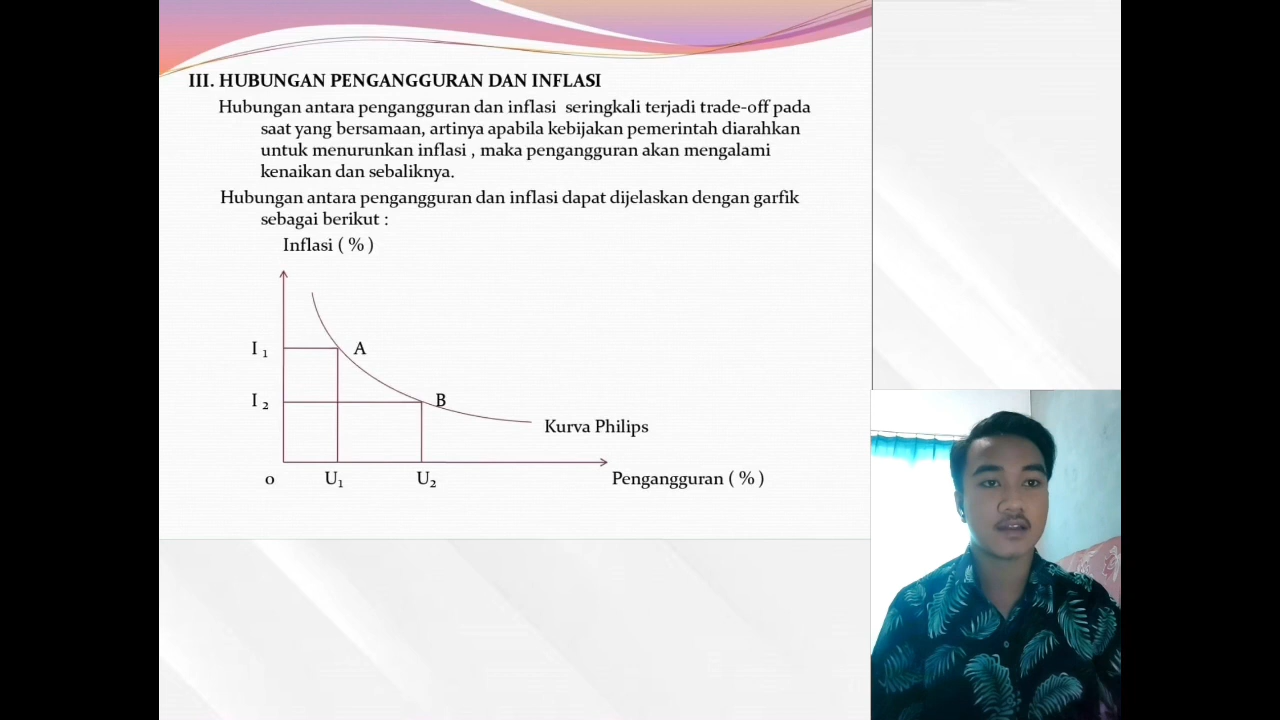 III. HUBUNGAN PENGANGGURAN DAN INFLASI
Hubungan antara pengangguran dan inflasi seringkali terjadi trade-off pada
saat yang bersamaan, artinya apabila kebijakan pemerintah diarahkan
untuk menurunkan inflasi , maka pengangguran akan mengalami
kenaikan dan sebaliknya.
Hubungan antara pengangguran dan inflasi dapat dijelaskan dengan garfik
sebagai berikut :
Inflasi ( % )
I 1 A
I 2 B
Kurva Philips
0 U1 U2 Pengangguran ( % )